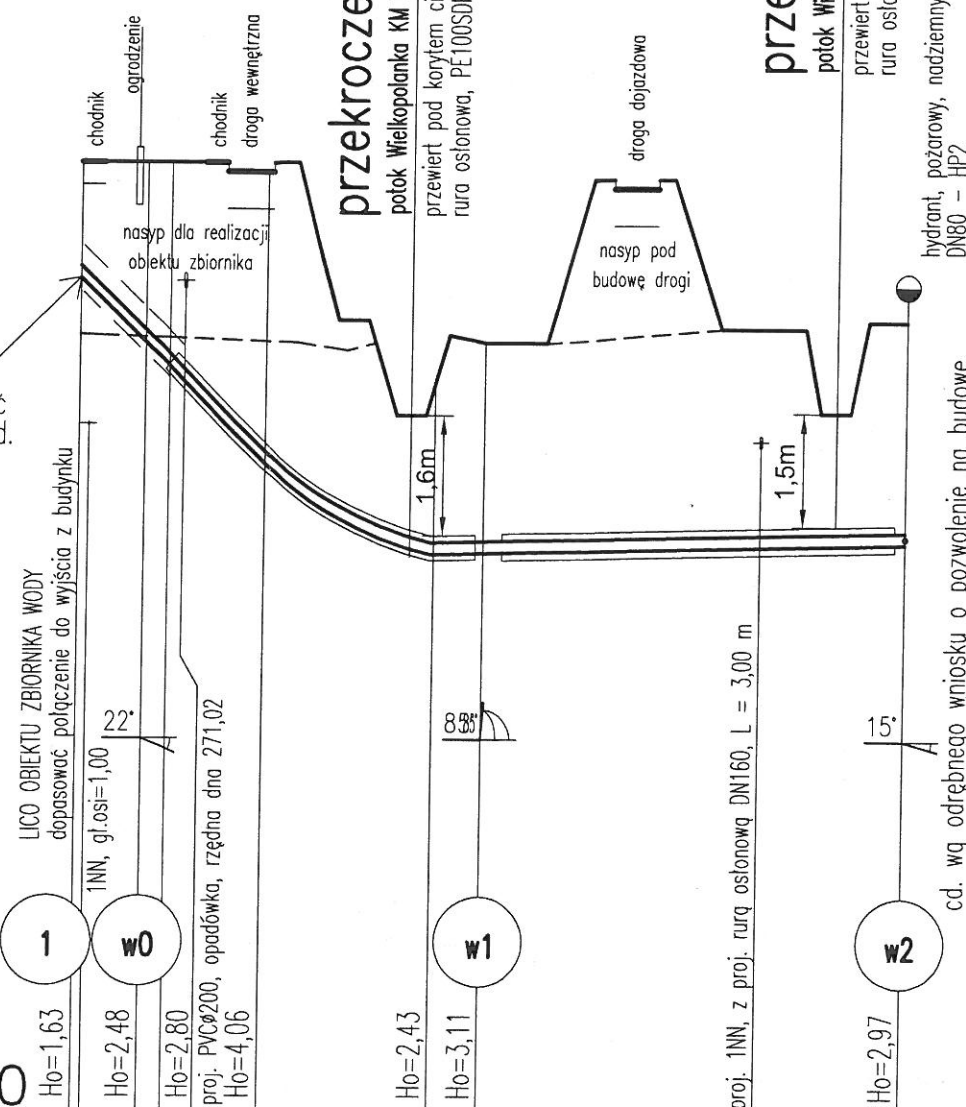 chodnik
ogrodzenie
chodnik
droga wewnętrzna
potok Wielkopolanka KM
przewiert pod korytem
rura osłonowa,
droga dojazdowa
potok
przewiert
rura
hydrant, pożarowy, nadziemny
DN80 - HP2
nasyp dla realizacji
obiektu zbiornika
nasyp pod
budowę drogi
1,6m
1,5m
LICO OBIEKTU ZBIORNIKA WODY
dopasować połączenie do wyjścia z budynku
1NN, gł.osi=1,00
22°
15°
proj. PVCø200, opadówka, rzędna dna 271,02
proj. 1NN, z proj. rurą osłonową DN160, L = 3,00 m
cd. wg odrębnego wniosku o pozwolenie na budowę
1
w0
w1
w2
Ho=1,63
Ho=2,48
Ho=2,80
Ho=4,06
Ho=2,43
Ho=3,11
Ho=2,97